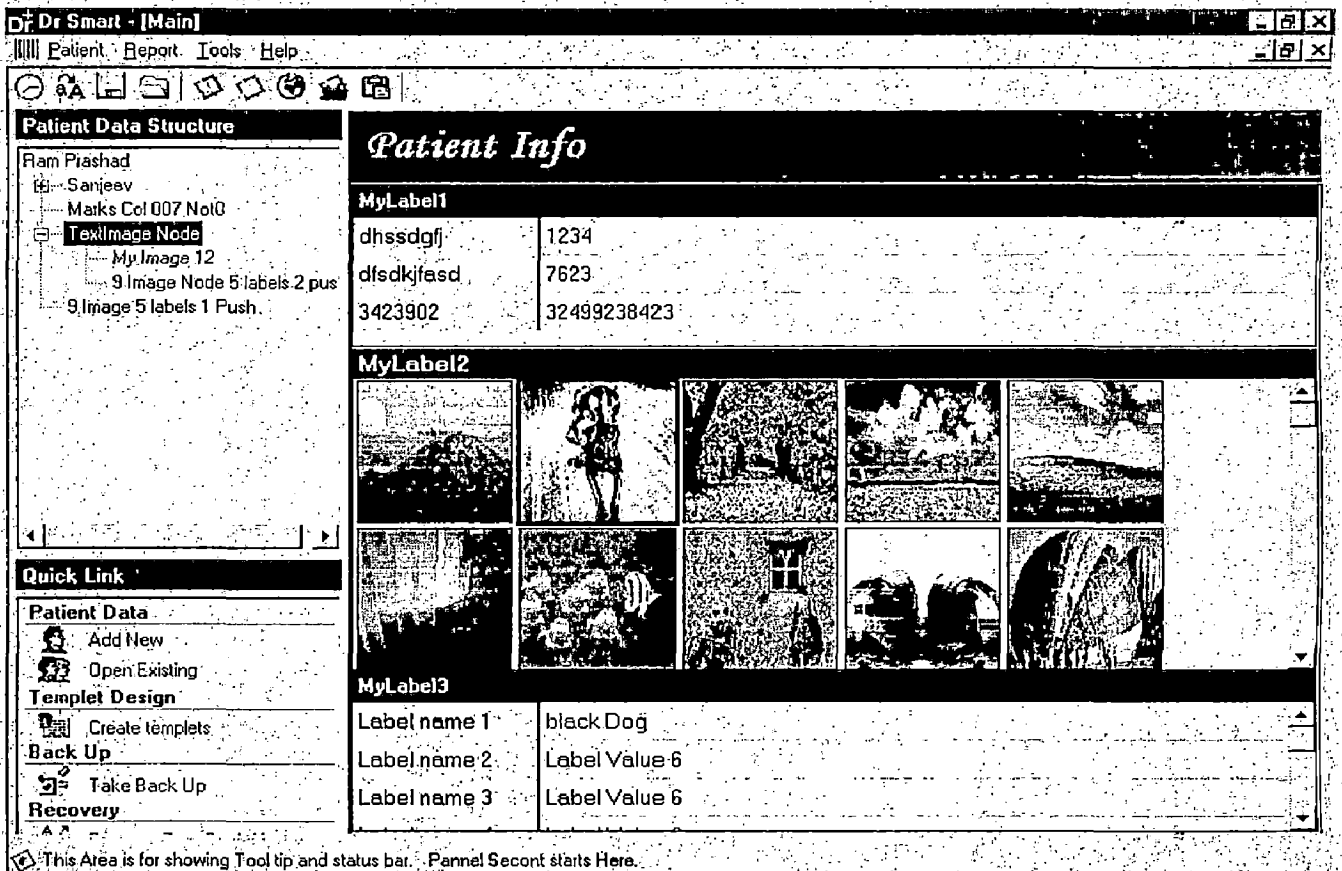 Dr Smart - [Main]
Patient Report Tools Help
Patient Data Structure
Ram Prashad
Sanjeev
Marks Col 007 Not0
TextImage Node
My Image 12
9 Image Node 5 labels 2 pus
9 Image 5 labels 1 Push
Quick Link
Patient Data
Add New
Open Existing
Templet Design
Create templets
Back Up
Take Back Up
Recovery
Patient Info
MyLabel1
dhssdgfj 1234
dfsdkjfasd 7623
3423902 32499238423
MyLabel2
MyLabel3
Label name 1 black Dog
Label name 2 Label Value 6
Label name 3 Label Value 6
This Area is for showing Tool tip and status bar. Pannel Secont starts Here.